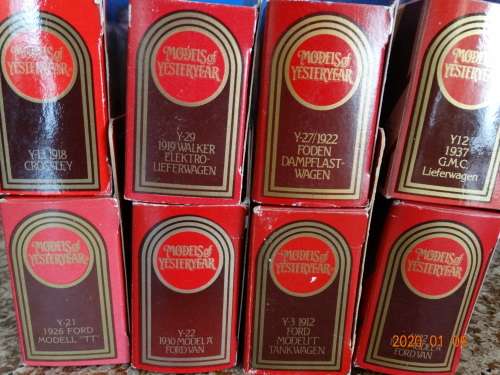 MODELS of
YESTERYEAR
Y-13 1918
CROSSLEY
MODELS of
YESTERYEAR
Y-29
1919 WALKER
ELEKTRO-
LIEFERWAGEN
MODELS of
YESTERYEAR
Y-27/1922
FODEN
DAMPFLAST-
WAGEN
MODELS of
YESTERYEAR
Y12
1937
G.M.C.
Lieferwagen
MODELS of
YESTERYEAR
Y-21
1926 FORD
MODELL "TT"
MODELS of
YESTERYEAR
Y-22
1930 MODEL'A'
FORD VAN
MODELS of
YESTERYEAR
Y-3 1912
FORD
MODEL'T'
TANKWAGEN
MODELS of
YESTERYEAR
MODEL'A'
FORD VAN
2020 01 06